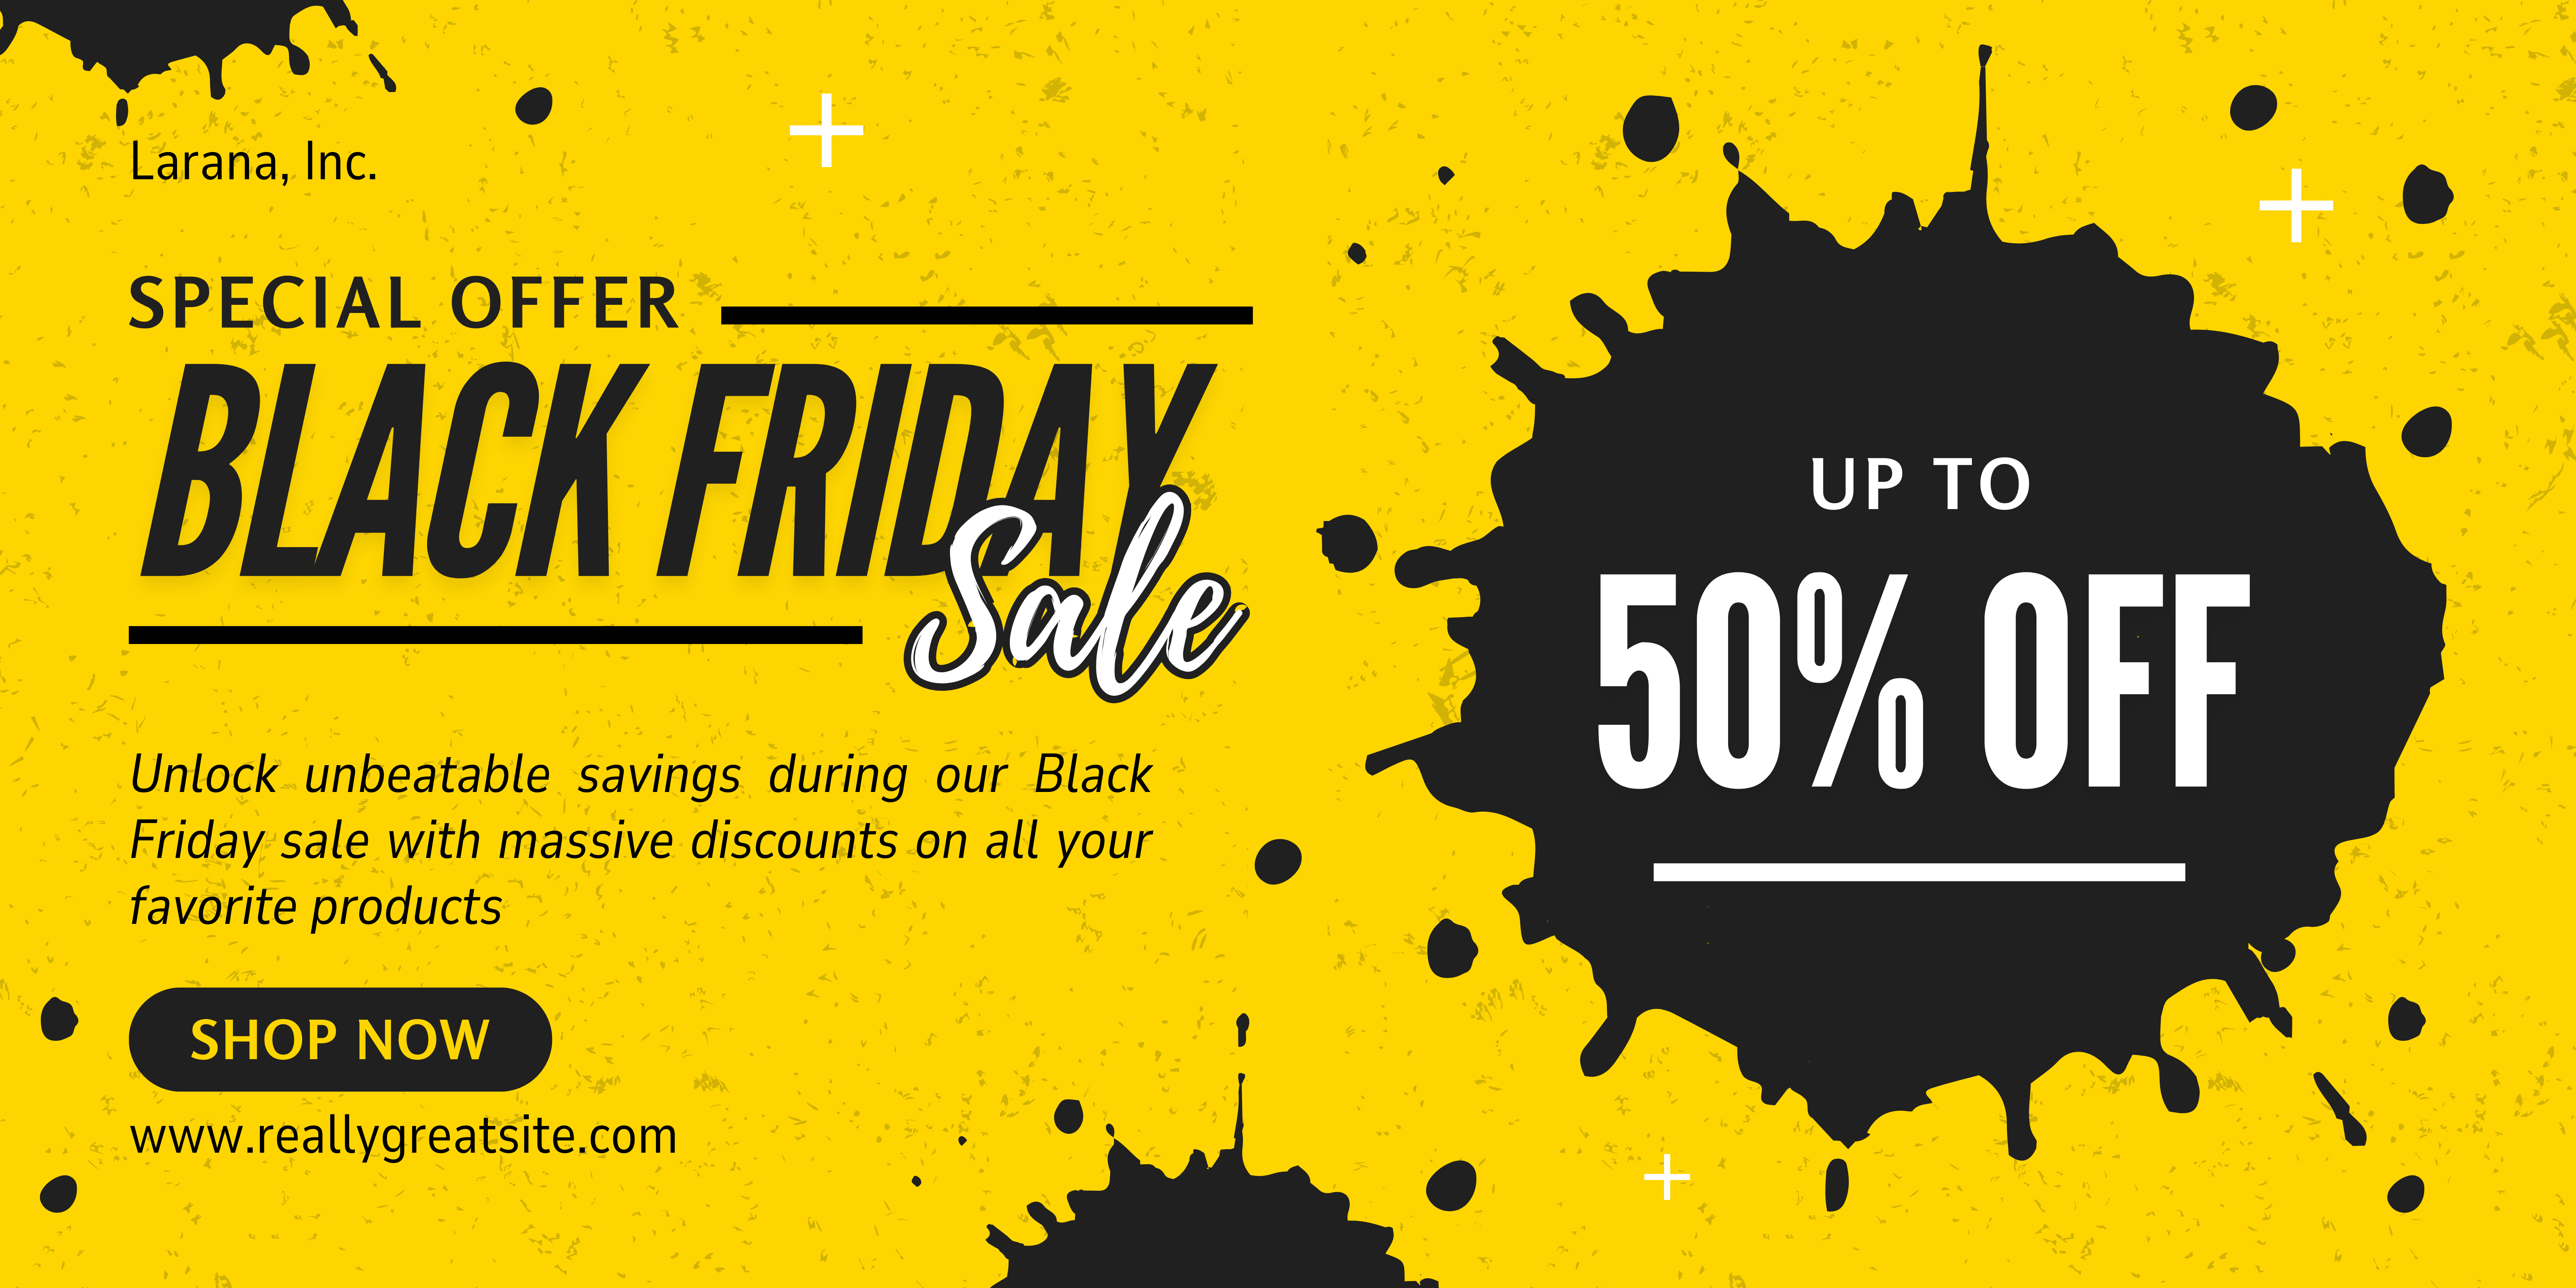 Larana, Inc.
SPECIAL OFFER
BLACK FRIDAY
Sale
Unlock unbeatable savings during our Black
Friday sale with massive discounts on all your
favorite products
SHOP NOW
www.reallygreatsite.com
UP TO
50% OFF